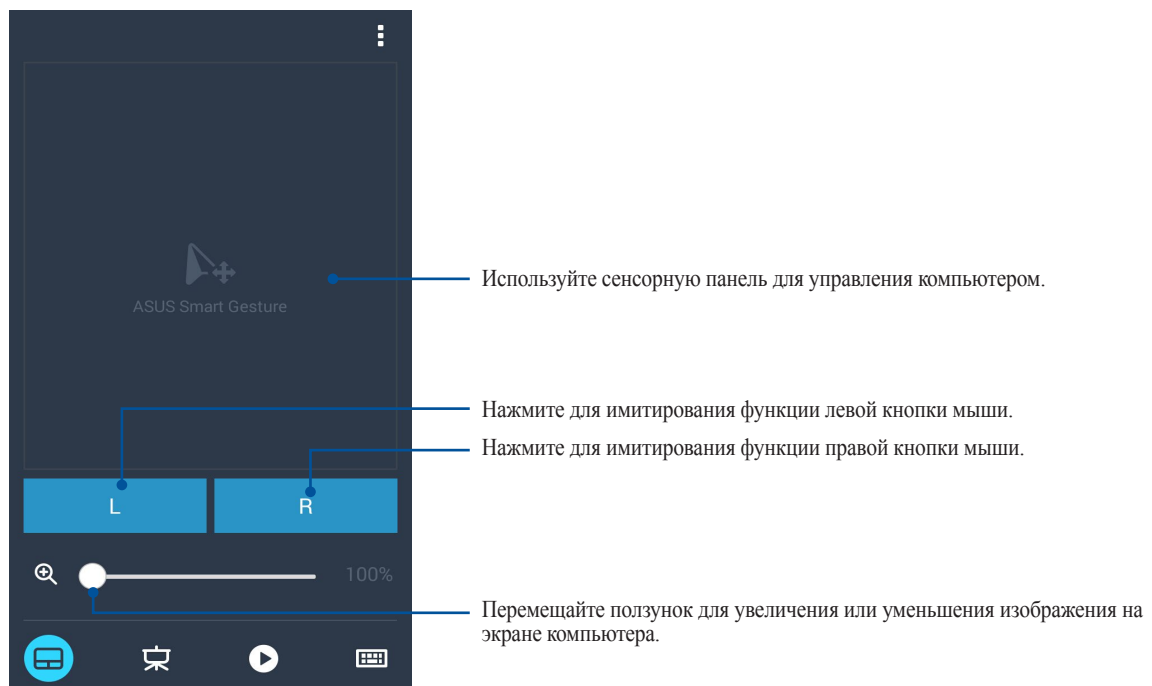 ASUS Smart Gesture
Используйте сенсорную панель для управления компьютером.
Нажмите для имитирования функции левой кнопки мыши.
Нажмите для имитирования функции правой кнопки мыши.
L
R
100%
Перемещайте ползунок для увеличения или уменьшения изображения на
экране компьютера.